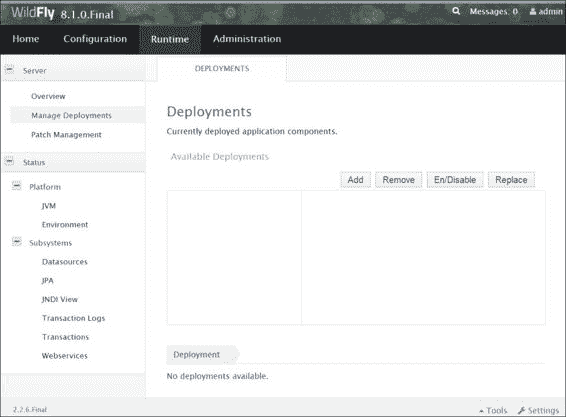 WildFly 8.1.0.Final
Messages: 0 admin
Home Configuration Runtime Administration
Server
Overview
Manage Deployments
Patch Management
Status
Platform
JVM
Environment
Subsystems
Datasources
JPA
JNDI View
Transaction Logs
Transactions
Webservices
DEPLOYMENTS
Deployments
Currently deployed application components.
Available Deployments
Add Remove En/Disable Replace
Deployment
No deployments available.
2.2.6.Final
Tools Settings